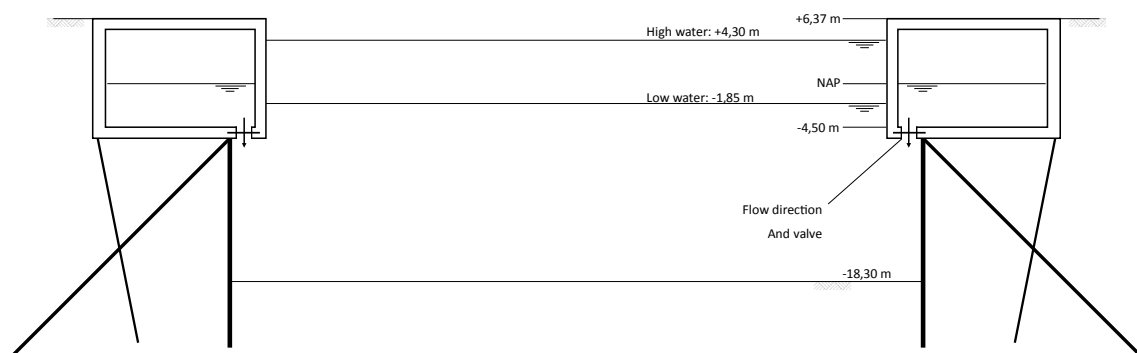 +6,37 m
High water: +4,30 m
NAP
Low water: -1,85 m
-4,50 m
Flow direction
And valve
-18,30 m